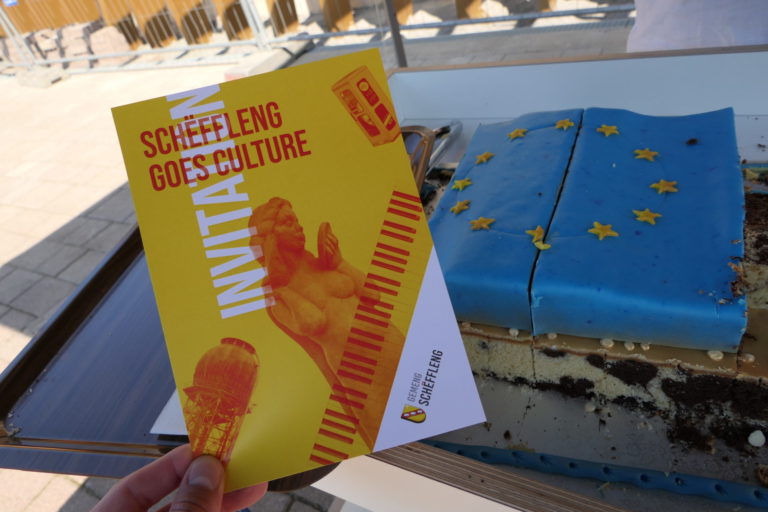 SCHËFFLENG
GOES CULTURE
INVITATION
GEMENG
SCHËFFLENG